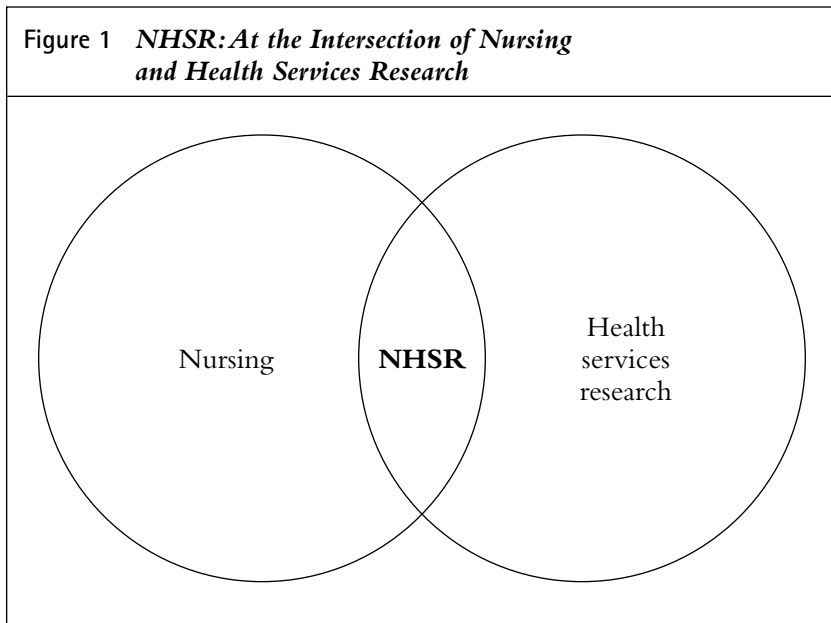 Figure 1 NHSR: At the Intersection of Nursing
and Health Services Research
Nursing
NHSR
Health
services
research